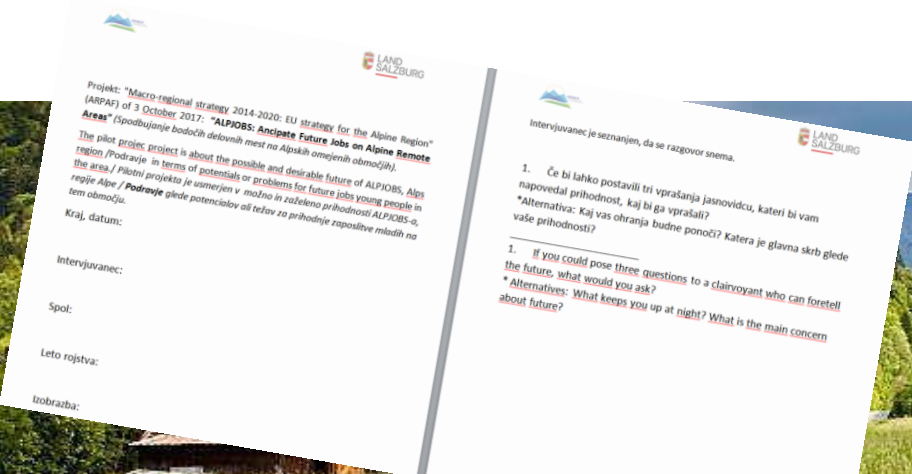 LAND
SALZBURG
Projekt: "Macro-regional strategy 2014-2020: EU strategy for the Alpine Region"
(ARPAF) of 3 October 2017: "ALPJOBS: Ancipate Future Jobs on Alpine Remote
Areas" (Spodbujanje bodočih delovnih mest na Alpskih omejenih območjih).
The pilot projec project is about the possible and desirable future of ALPJOBS, Alps
region /Podravje in terms of potentials or problems for future jobs young people in
the area./ Pilotni projekta je usmerjen v možno in zaželeno prihodnosti ALPJOBS-a,
regije Alpe / Podravje glede potencialov ali težav za prihodnje zaposlitve mladih na
tem območju.
Kraj, datum:
Intervjuvanec:
Spol:
Leto rojstva:
Izobrazba:
LAND
SALZBURG
Intervjuvanec je seznanjen, da se razgovor snema.
1. Če bi lahko postavili tri vprašanja jasnovidcu, kateri bi vam
napovedal prihodnost, kaj bi ga vprašali?
*Alternativa: Kaj vas ohranja budne ponoči? Katera je glavna skrb glede
vaše prihodnosti?
1. If you could pose three questions to a clairvoyant who can foretell
the future, what would you ask?
* Alternatives: What keeps you up at night? What is the main concern
about future?